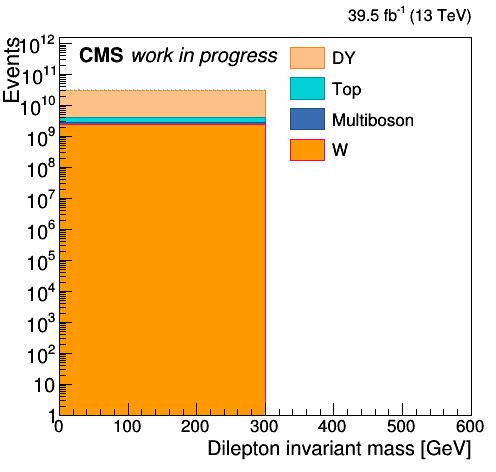 39.5 fb⁻¹ (13 TeV)
Events
CMS work in progress
DY
Top
Multiboson
W
10¹²
10¹¹
10¹⁰
10⁹
10⁸
10⁷
10⁶
10⁵
10⁴
10³
10²
10
1
0 100 200 300 400 500 600
Dilepton invariant mass [GeV]